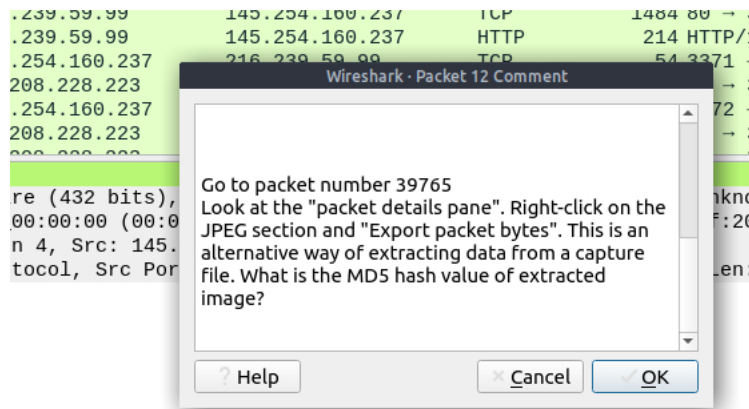 .239.59.99 145.254.160.237 TCP 1484 80 →
.239.59.99 145.254.160.237 HTTP 214 HTTP/
.254.160.237 216.239.59.99 TCP 54 3371 →
Wireshark · Packet 12 Comment
208.228.223 →
.254.160.237 72
208.228.223 →
Go to packet number 39765
re (432 bits),
Look at the "packet details pane". Right-click on the
00:00:00 (00:0
JPEG section and "Export packet bytes". This is an
f:20
n 4, Src: 145.
alternative way of extracting data from a capture
tocol, Src Por
file. What is the MD5 hash value of extracted
image?
? Help
Cancel
OK